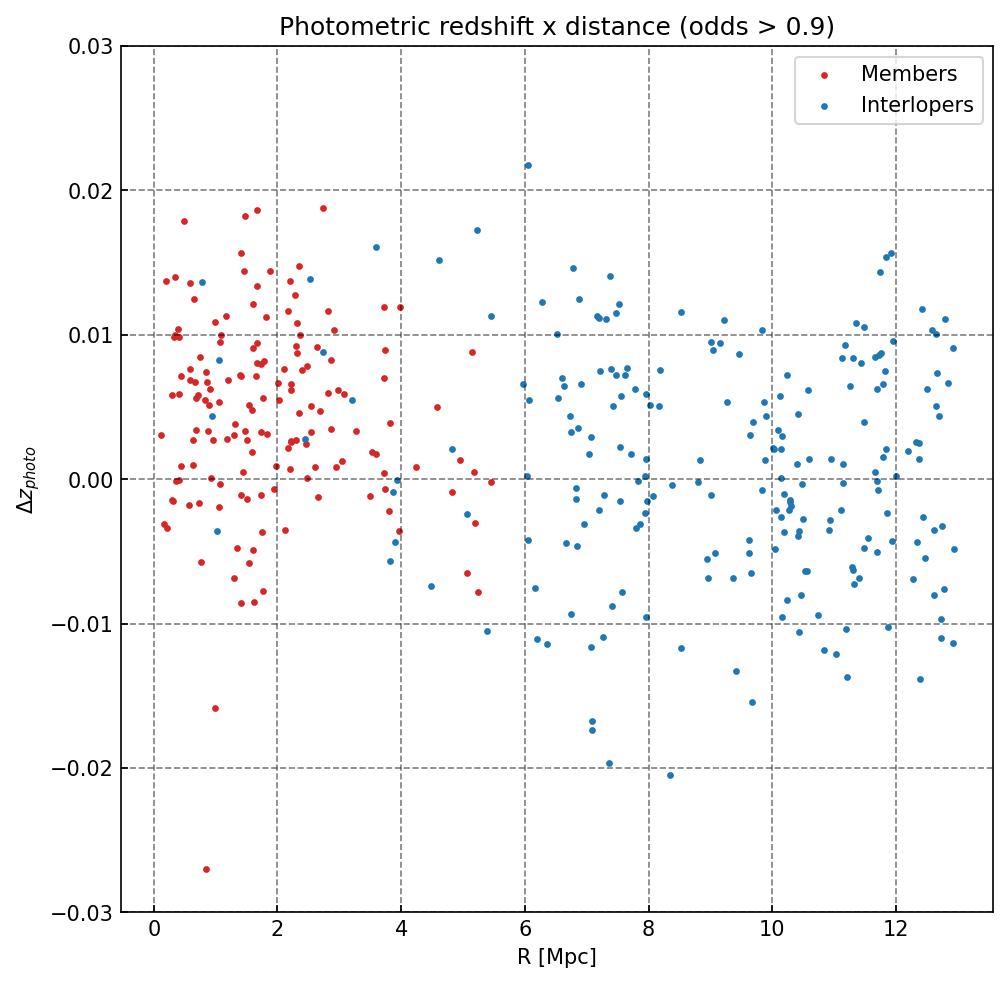 Photometric redshift x distance (odds > 0.9)
Members
Interlopers
0.03
0.02
0.01
0.00
−0.01
−0.02
−0.03
Δz_photo
0 2 4 6 8 10 12
R [Mpc]